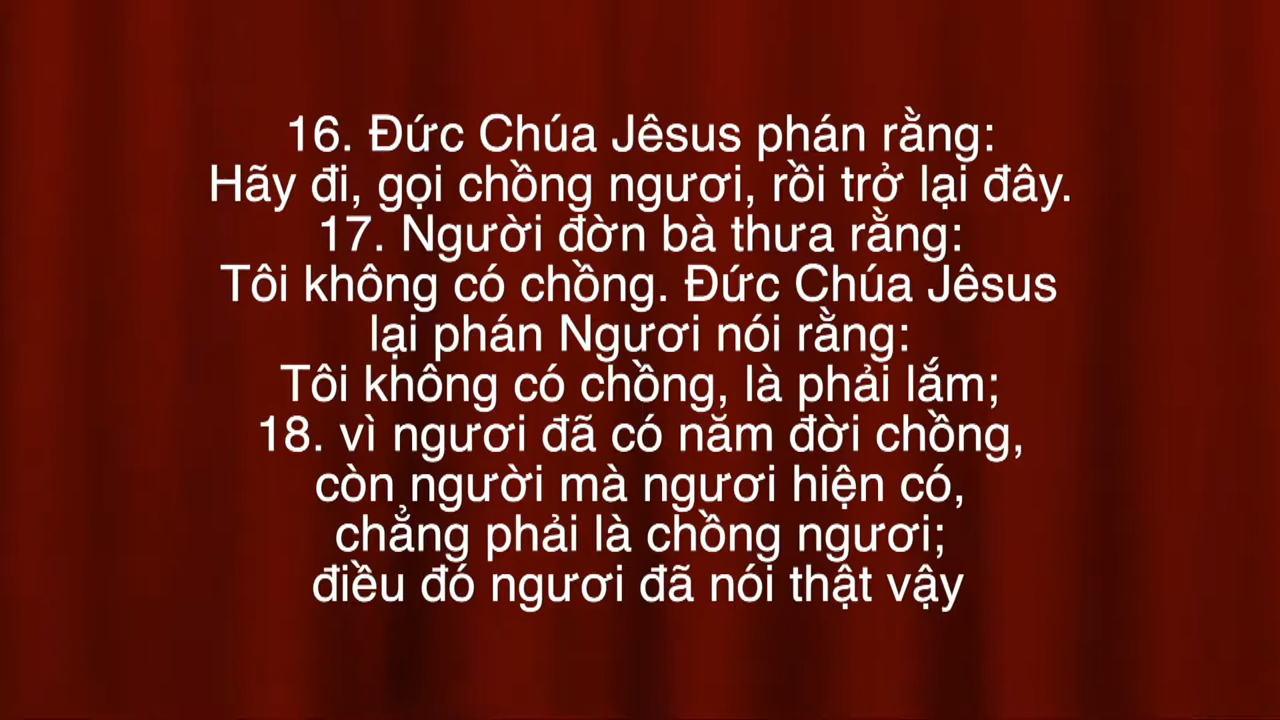 16. Đức Chúa Jêsus phán rằng:
Hãy đi, gọi chồng ngươi, rồi trở lại đây.
17. Người đờn bà thưa rằng:
Tôi không có chồng. Đức Chúa Jêsus
lại phán Ngươi nói rằng:
Tôi không có chồng, là phải lắm;
18. vì ngươi đã có năm đời chồng,
còn người mà ngươi hiện có,
chẳng phải là chồng ngươi;
điều đó ngươi đã nói thật vậy